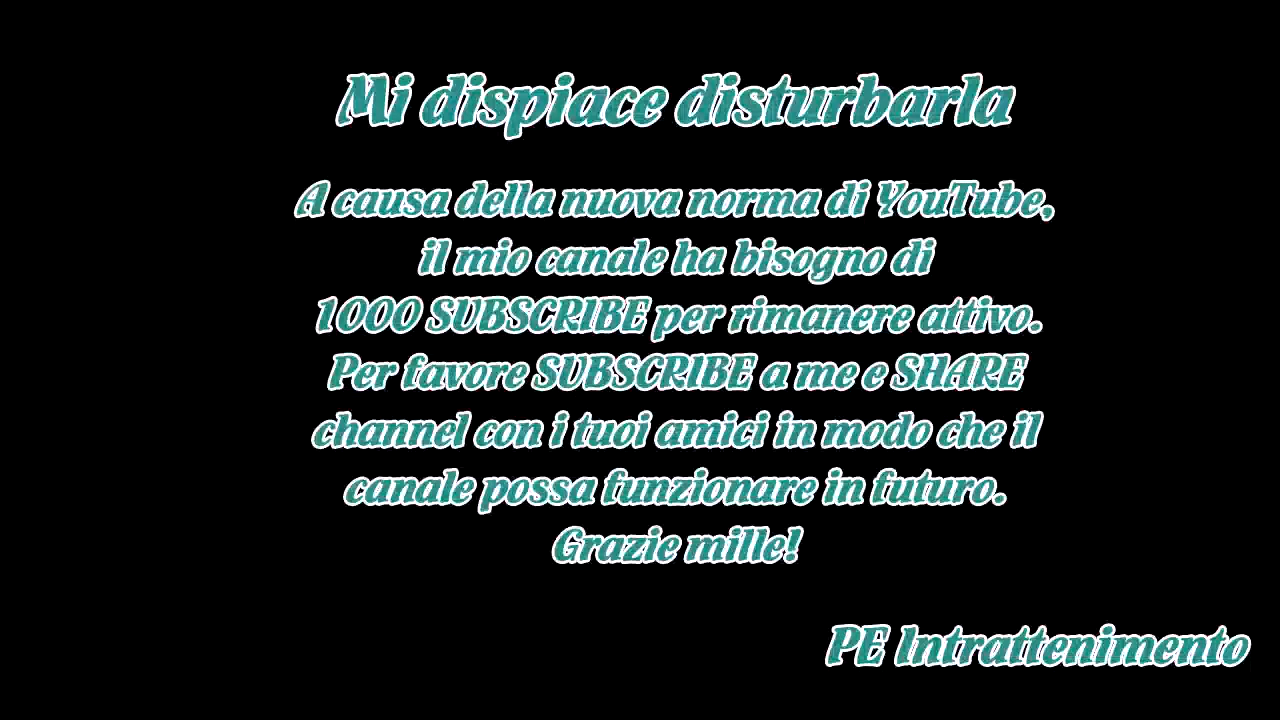 Mi dispiace disturbarla
A causa della nuova norma di YouTube,
il mio canale ha bisogno di
1000 SUBSCRIBE per rimanere attivo.
Per favore SUBSCRIBE a me e SHARE
channel con i tuoi amici in modo che il
canale possa funzionare in futuro.
Grazie mille!
PE Intrattenimento